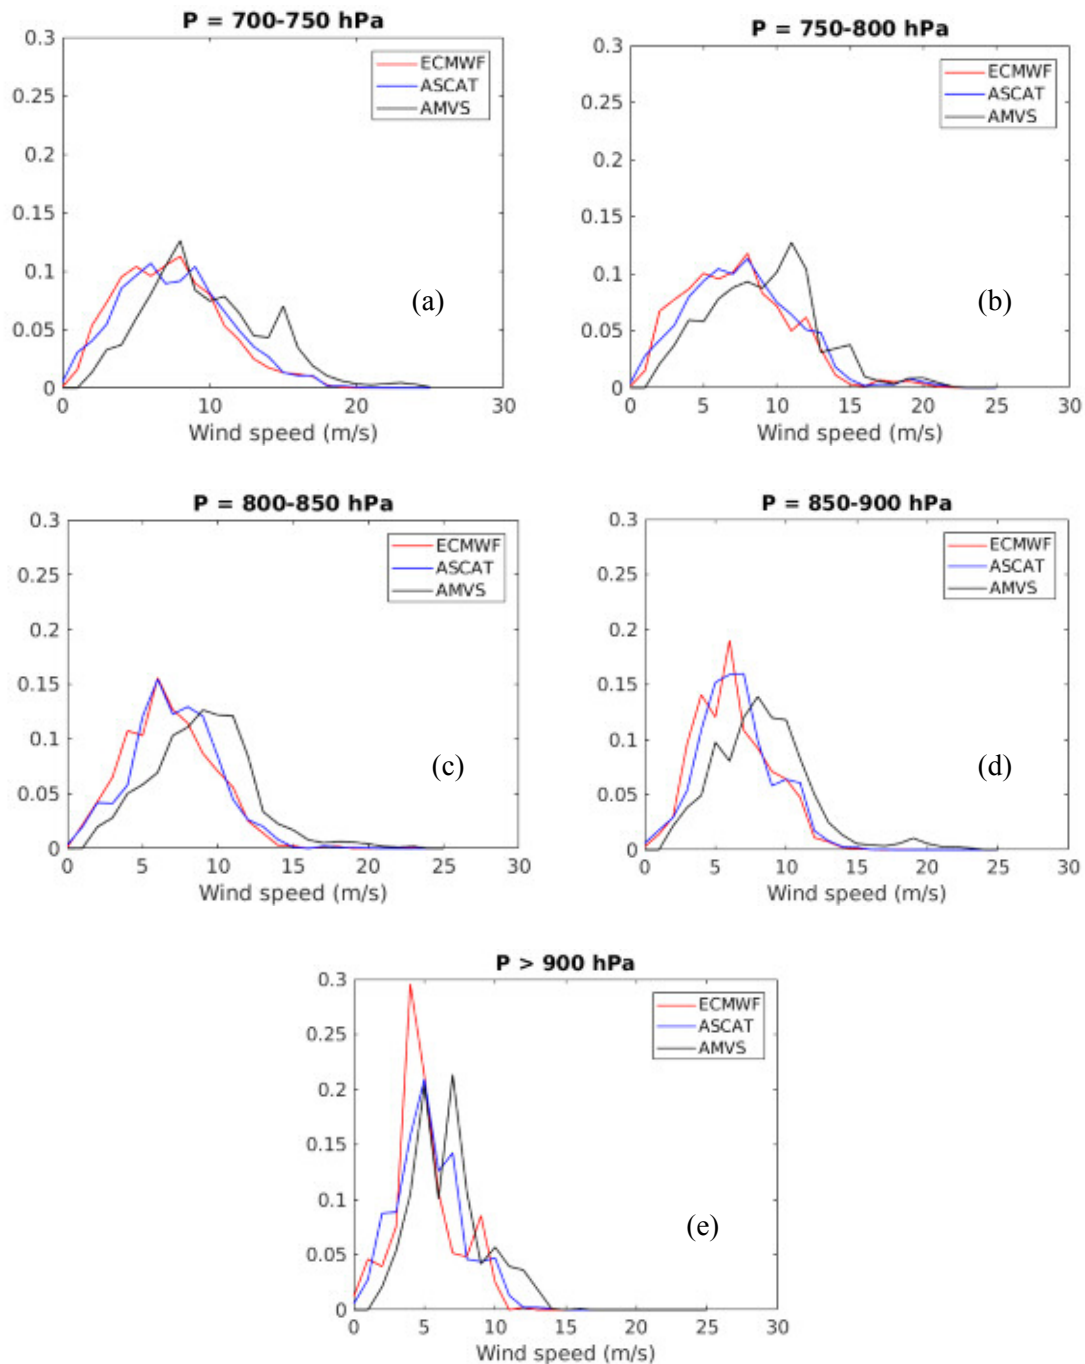 P = 700-750 hPa
0.3
0.25
0.2
0.15
0.1
0.05
0
ECMWF
ASCAT
AMVS
(a)
0 10 20 30
Wind speed (m/s)
P = 750-800 hPa
0.3
0.25
0.2
0.15
0.1
0.05
0
ECMWF
ASCAT
AMVS
(b)
0 5 10 15 20 25 30
Wind speed (m/s)
P = 800-850 hPa
0.3
0.25
0.2
0.15
0.1
0.05
0
ECMWF
ASCAT
AMVS
(c)
0 5 10 15 20 25 30
Wind speed (m/s)
P = 850-900 hPa
0.3
0.25
0.2
0.15
0.1
0.05
0
ECMWF
ASCAT
AMVS
(d)
0 5 10 15 20 25 30
Wind speed (m/s)
P > 900 hPa
0.3
0.25
0.2
0.15
0.1
0.05
0
ECMWF
ASCAT
AMVS
(e)
0 5 10 15 20 25 30
Wind speed (m/s)